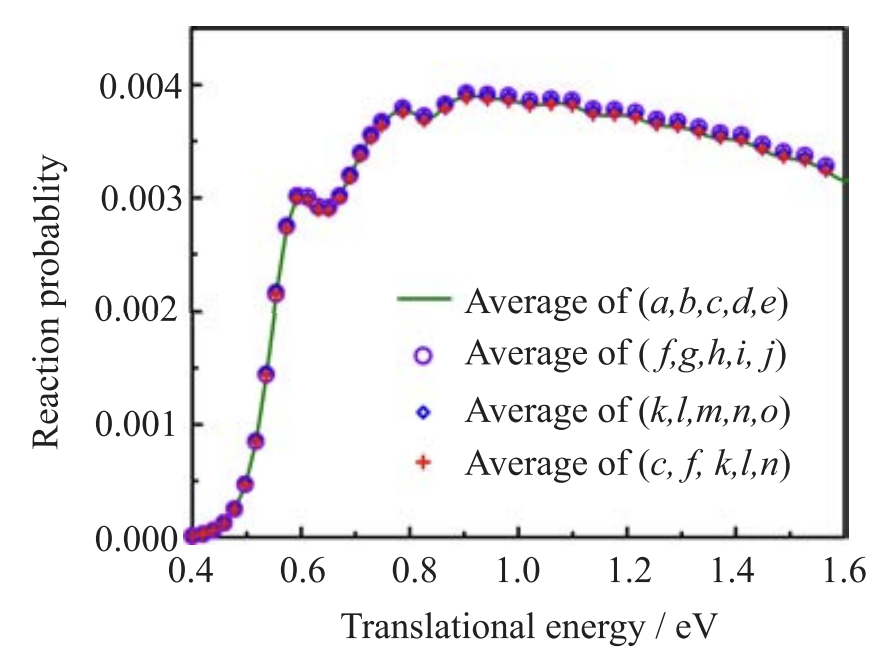 Reaction probablity
0.004
0.003
0.002
0.001
0.000
Average of (a,b,c,d,e)
Average of ( f,g,h,i, j)
Average of (k,l,m,n,o)
Average of (c, f, k,l,n)
0.4 0.6 0.8 1.0 1.2 1.4 1.6
Translational energy / eV